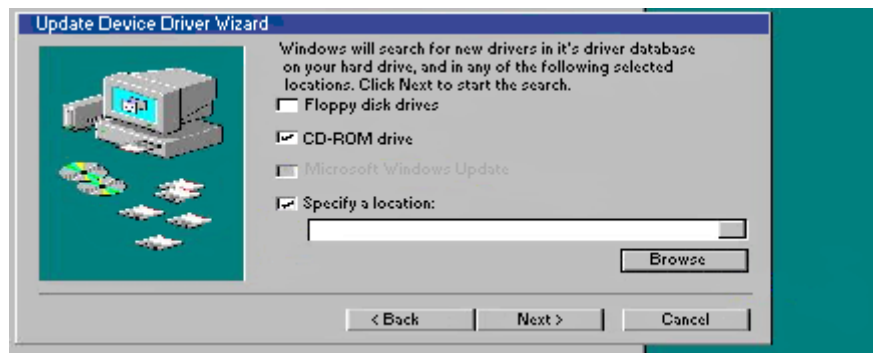 Update Device Driver Wizard
Windows will search for new drivers in it's driver database
on your hard drive, and in any of the following selected
locations. Click Next to start the search.
Floppy disk drives
CD-ROM drive
Microsoft Windows Update
Specify a location:
Browse
< Back Next > Cancel